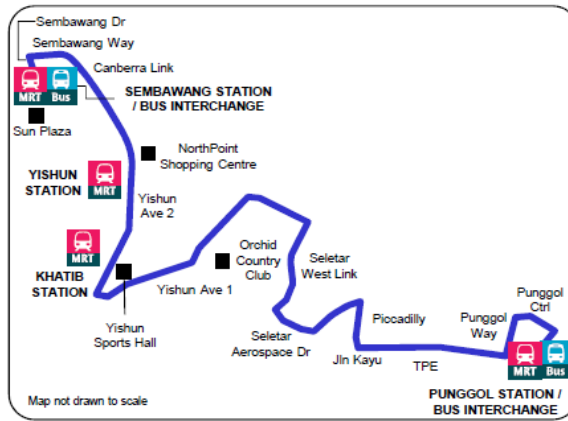 Sembawang Dr
Sembawang Way
Canberra Link
MRT Bus
SEMBAWANG STATION
/ BUS INTERCHANGE
Sun Plaza
NorthPoint
Shopping Centre
YISHUN
STATION
MRT
Yishun
Ave 2
MRT
KHATIB
STATION
Orchid
Country
Club
Seletar
West Link
Yishun Ave 1
Yishun
Sports Hall
Seletar
Aerospace Dr
Piccadilly
Jln Kayu
TPE
Punggol
Way
Punggol
Ctrl
MRT Bus
PUNGGOL STATION /
BUS INTERCHANGE
Map not drawn to scale